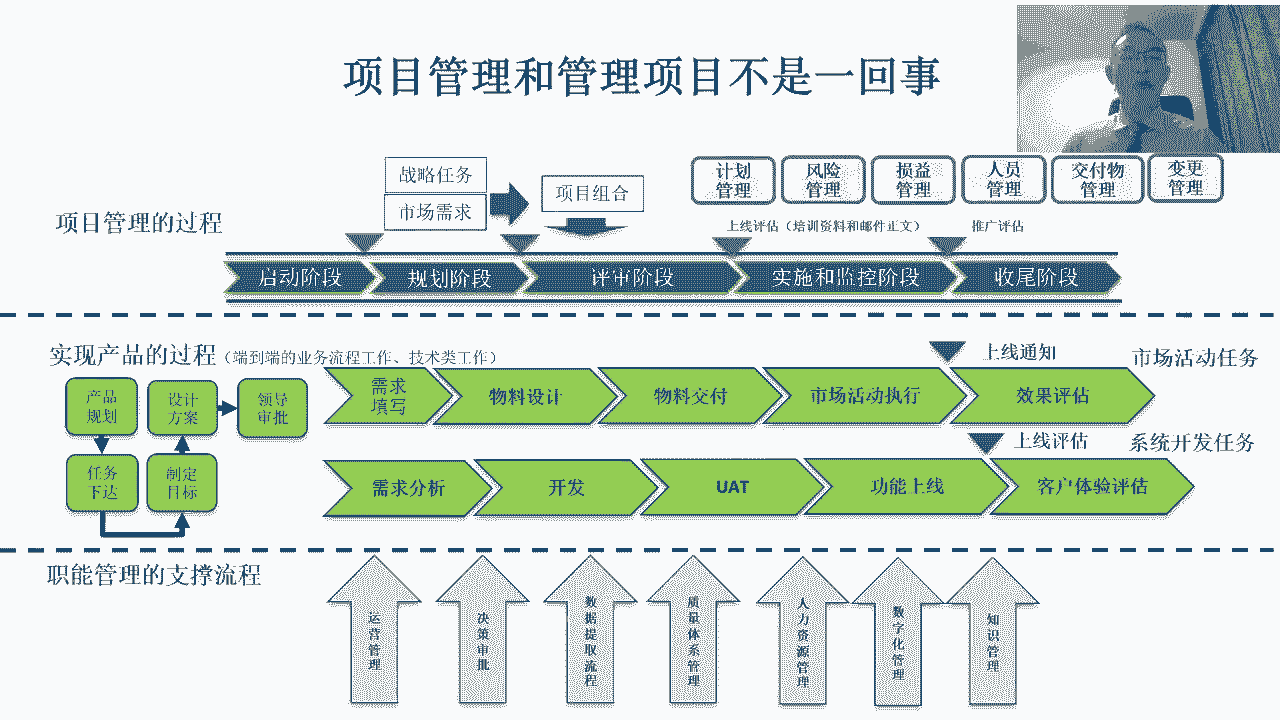 项目管理和管理项目不是一回事
战略任务
市场需求
项目组合
计划
管理
风险
管理
损益
管理
人员
管理
交付物
管理
变更
管理
项目管理的过程
上线评估（培训资料和邮件正文）
推广评估
启动阶段
规划阶段
评审阶段
实施和监控阶段
收尾阶段
实现产品的过程（端到端的业务流程工作、技术类工作）
上线通知
市场活动任务
产品
规划
设计
方案
领导
审批
任务
下达
制定
目标
需求
填写
物料设计
物料交付
市场活动执行
效果评估
上线评估
系统开发任务
需求分析
开发
UAT
功能上线
客户体验评估
职能管理的支撑流程
运营管理
决策审批
数据提取流程
质量体系管理
人力资源管理
数字化管理
知识管理